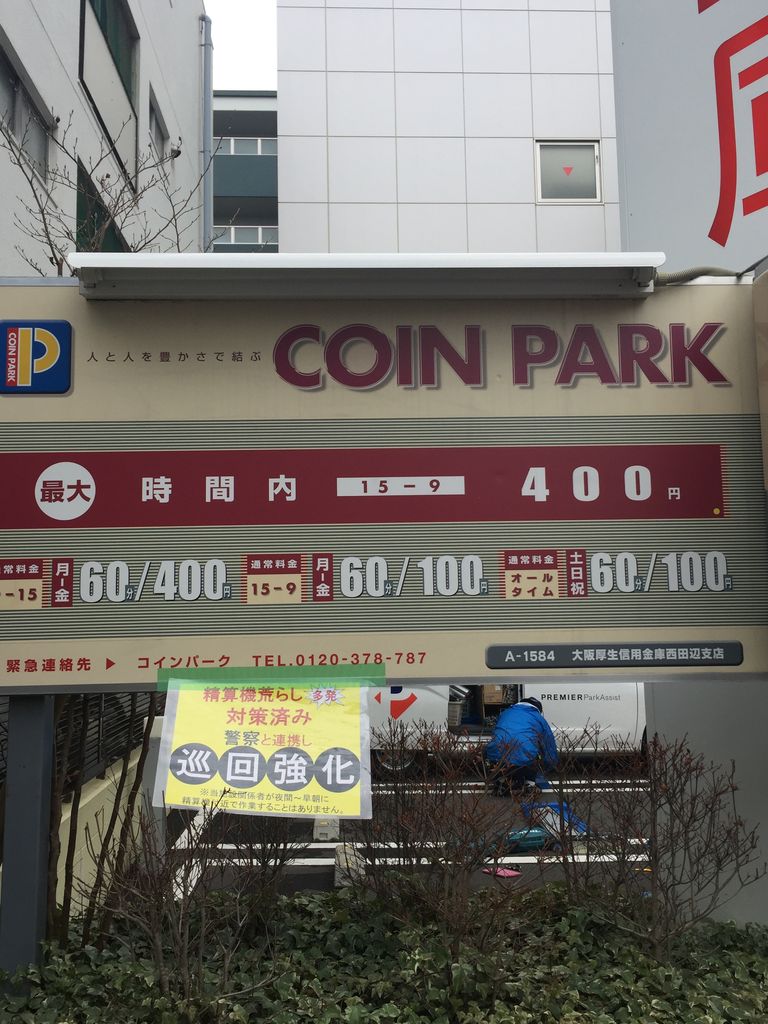 COIN PARK
人と人を豊かさで結ぶ
COIN PARK
最大 時間内 15-9 400円
通常料金 -15 月-金 60分/400円
通常料金 15-9 月-金 60分/100円
通常料金 オールタイム 土日祝 60分/100円
緊急連絡先 ▶ コインパーク TEL.0120-378-787
A-1584 大阪厚生信用金庫西田辺支店
精算機荒らし 多発
対策済み
警察と連携し
巡回強化
PREMIER ParkAssist